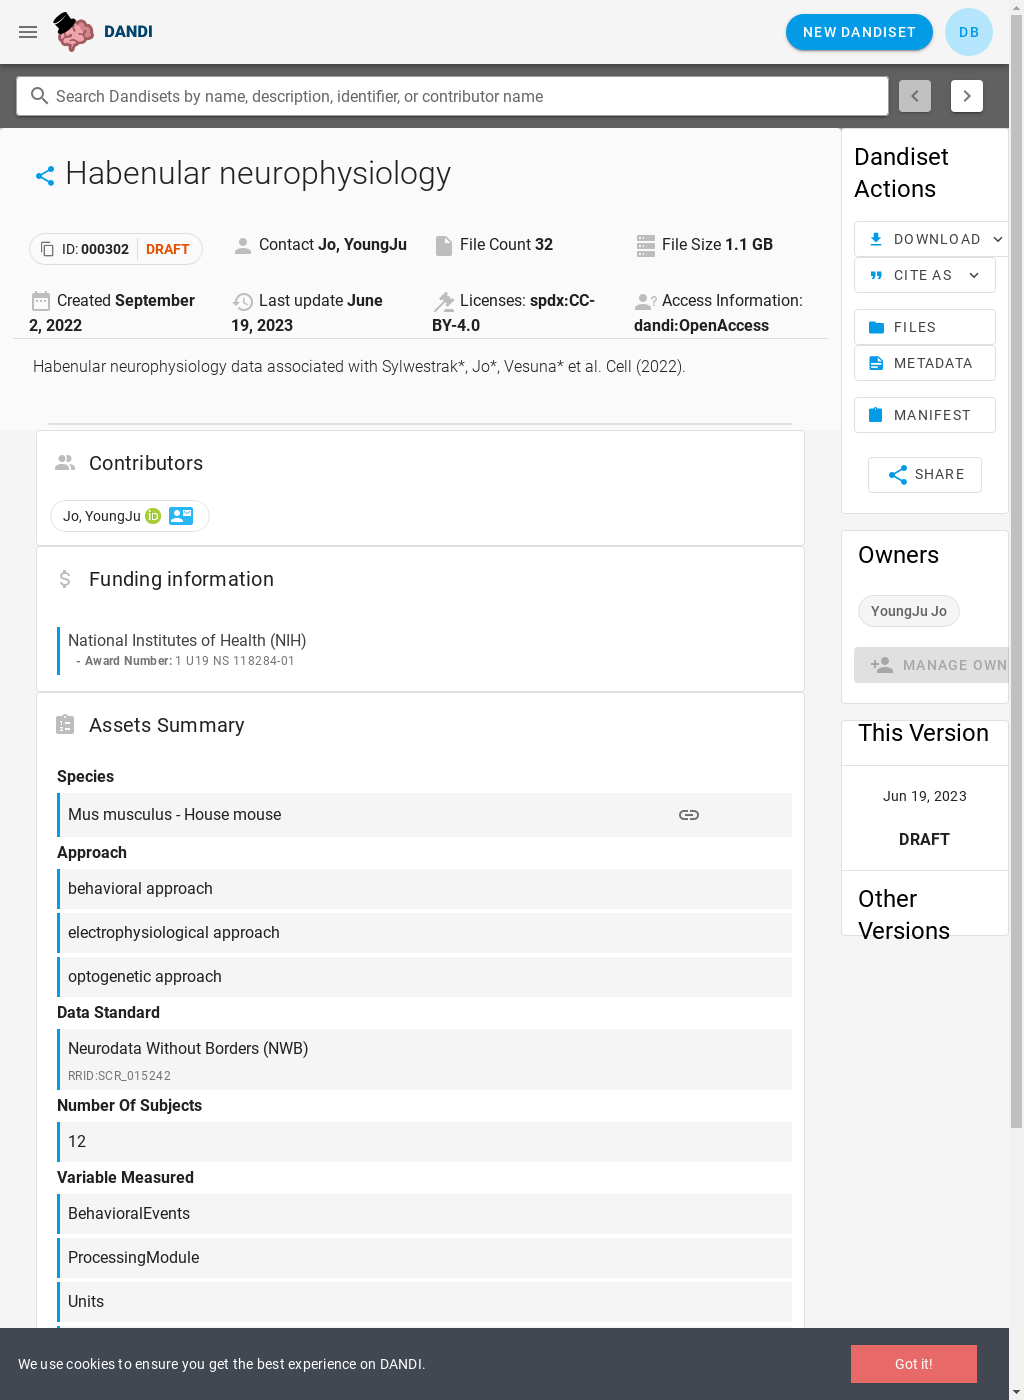 DANDI
NEW DANDISET
DB
Search Dandisets by name, description, identifier, or contributor name
Habenular neurophysiology
ID: 000302 DRAFT
Contact Jo, YoungJu
File Count 32
File Size 1.1 GB
Created September
2, 2022
Last update June
19, 2023
Licenses: spdx:CC-
BY-4.0
Access Information:
dandi:OpenAccess
Habenular neurophysiology data associated with Sylwestrak*, Jo*, Vesuna* et al. Cell (2022).
Contributors
Jo, YoungJu iD
Funding information
National Institutes of Health (NIH)
- Award Number: 1 U19 NS 118284-01
Assets Summary
Species
Mus musculus - House mouse
Approach
behavioral approach
electrophysiological approach
optogenetic approach
Data Standard
Neurodata Without Borders (NWB)
RRID:SCR_015242
Number Of Subjects
12
Variable Measured
BehavioralEvents
ProcessingModule
Units
Dandiset
Actions
DOWNLOAD
CITE AS
FILES
METADATA
MANIFEST
SHARE
Owners
YoungJu Jo
MANAGE OWN
This Version
Jun 19, 2023
DRAFT
Other
Versions
We use cookies to ensure you get the best experience on DANDI.
Got it!